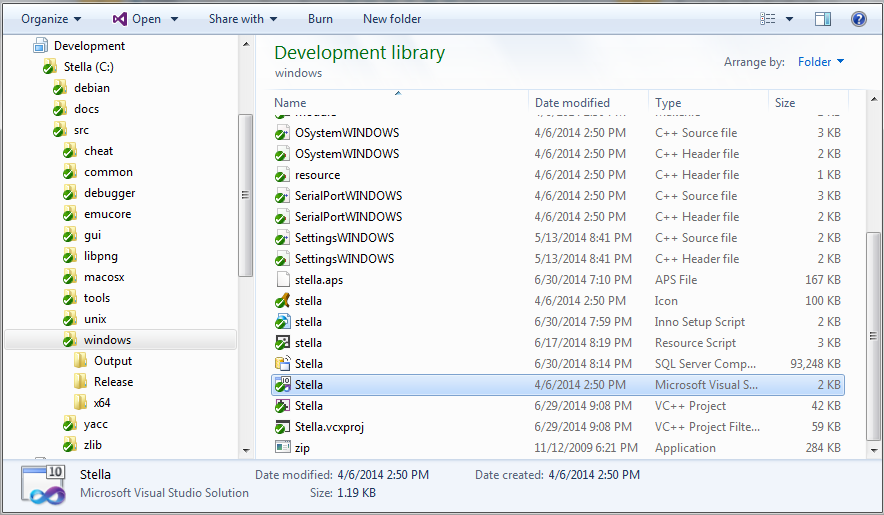 Organize Open Share with Burn New folder
Development
Stella (C:)
debian
docs
src
cheat
common
debugger
emucore
gui
libpng
macosx
tools
unix
windows
Output
Release
x64
yacc
zlib
Development library
windows
Arrange by: Folder
Name Date modified Type Size
OSystemWINDOWS 4/6/2014 2:50 PM C++ Source file 3 KB
OSystemWINDOWS 4/6/2014 2:50 PM C++ Header file 2 KB
resource 4/6/2014 2:50 PM C++ Header file 1 KB
SerialPortWINDOWS 4/6/2014 2:50 PM C++ Source file 3 KB
SerialPortWINDOWS 4/6/2014 2:50 PM C++ Header file 2 KB
SettingsWINDOWS 5/13/2014 8:41 PM C++ Source file 2 KB
SettingsWINDOWS 5/13/2014 8:41 PM C++ Header file 2 KB
stella.aps 6/30/2014 7:10 PM APS File 167 KB
stella 4/6/2014 2:50 PM Icon 100 KB
stella 6/30/2014 7:59 PM Inno Setup Script 2 KB
stella 6/17/2014 8:19 PM Resource Script 3 KB
Stella 6/30/2014 8:14 PM SQL Server Comp... 93,248 KB
Stella 4/6/2014 2:50 PM Microsoft Visual S... 2 KB
Stella 6/29/2014 9:08 PM VC++ Project 42 KB
Stella.vcxproj 6/29/2014 9:08 PM VC++ Project Filte... 59 KB
zip 11/12/2009 6:21 PM Application 284 KB
10
Stella Date modified: 4/6/2014 2:50 PM Date created: 4/6/2014 2:50 PM
Microsoft Visual Studio Solution Size: 1.19 KB